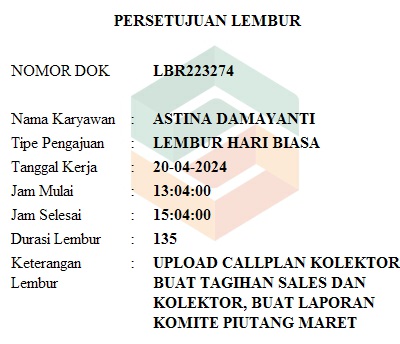 PERSETUJUAN LEMBUR
NOMOR DOK LBR223274
Nama Karyawan : ASTINA DAMAYANTI
Tipe Pengajuan : LEMBUR HARI BIASA
Tanggal Kerja : 20-04-2024
Jam Mulai : 13:04:00
Jam Selesai : 15:04:00
Durasi Lembur : 135
Keterangan : UPLOAD CALLPLAN KOLEKTOR
Lembur BUAT TAGIHAN SALES DAN
KOLEKTOR, BUAT LAPORAN
KOMITE PIUTANG MARET